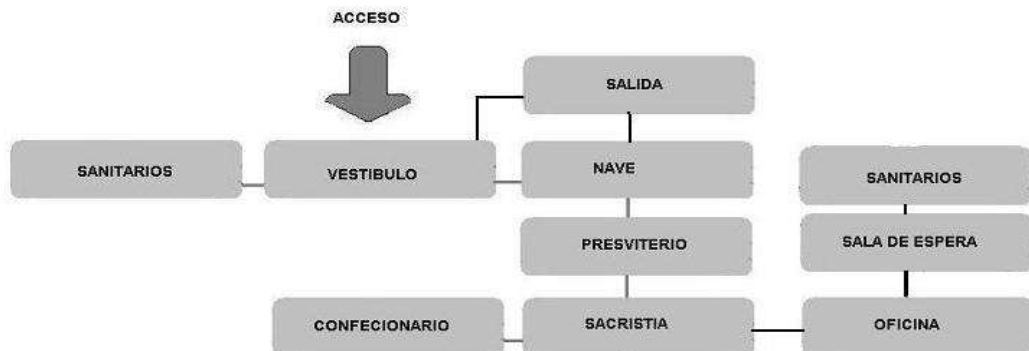 ACCESO
SALIDA
SANITARIOS
VESTIBULO
NAVE
SANITARIOS
PRESVITERIO
SALA DE ESPERA
CONFECIONARIO
SACRISTIA
OFICINA